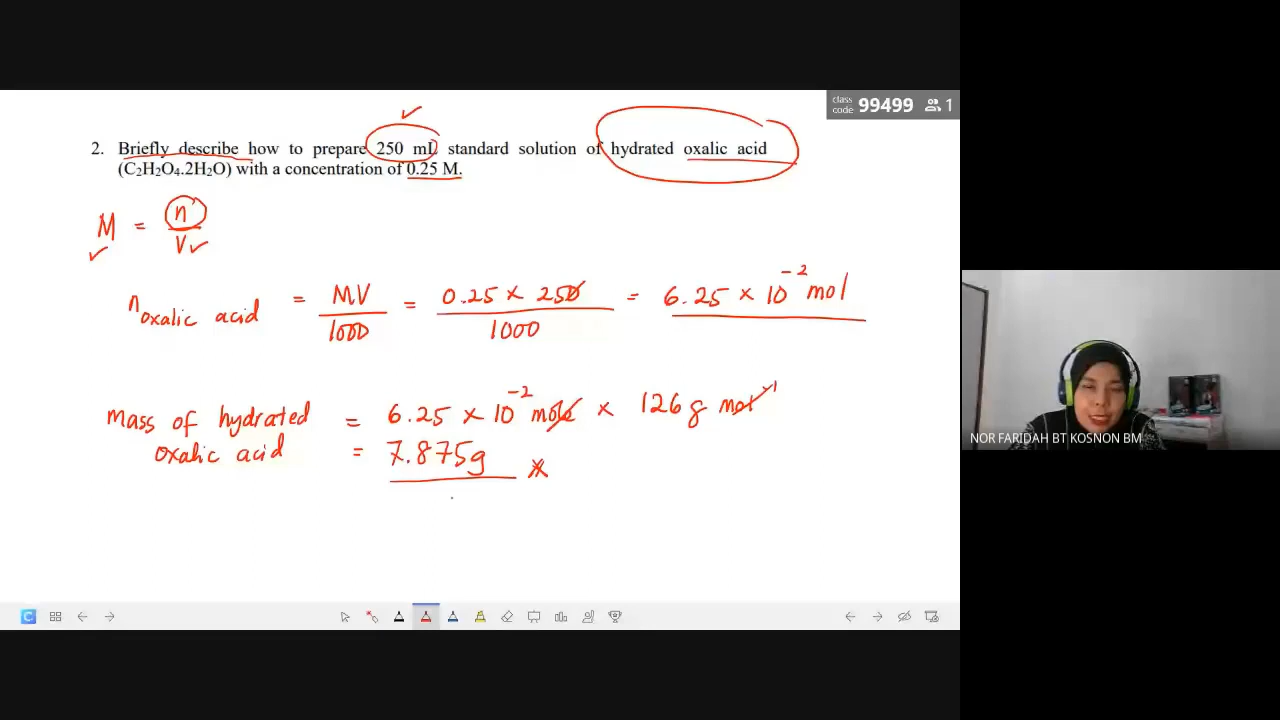 class code 99499 1
2. Briefly describe how to prepare 250 mL standard solution of hydrated oxalic acid
(C₂H₂O₄.2H₂O) with a concentration of 0.25 M.
M = n / V
n oxalic acid = MV / 1000 = 0.25 × 250 / 1000 = 6.25 × 10⁻² mol
mass of hydrated oxalic acid = 6.25 × 10⁻² mole × 126 g mol⁻¹
= 7.875g
NOR FARIDAH BT KOSNON BM